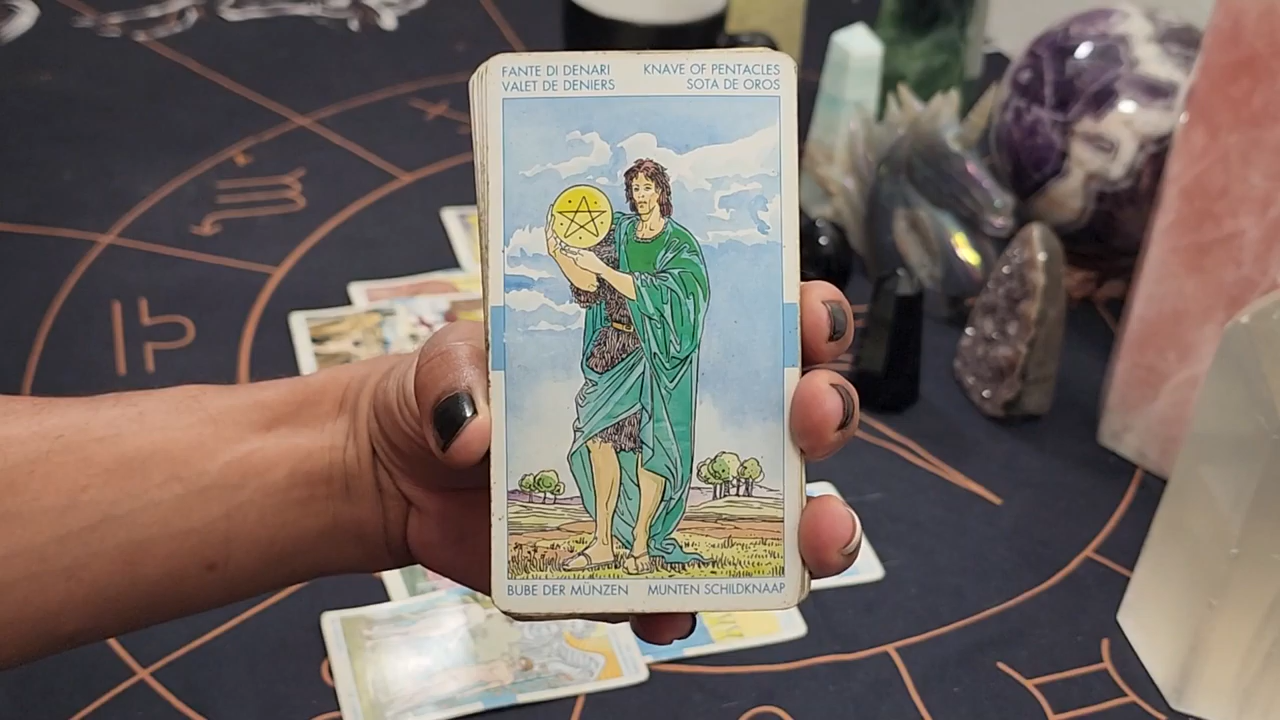 FANTE DI DENARI KNAVE OF PENTACLES
VALET DE DENIERS SOTA DE OROS
BUBE DER MÜNZEN MUNTEN SCHILDKNAAP